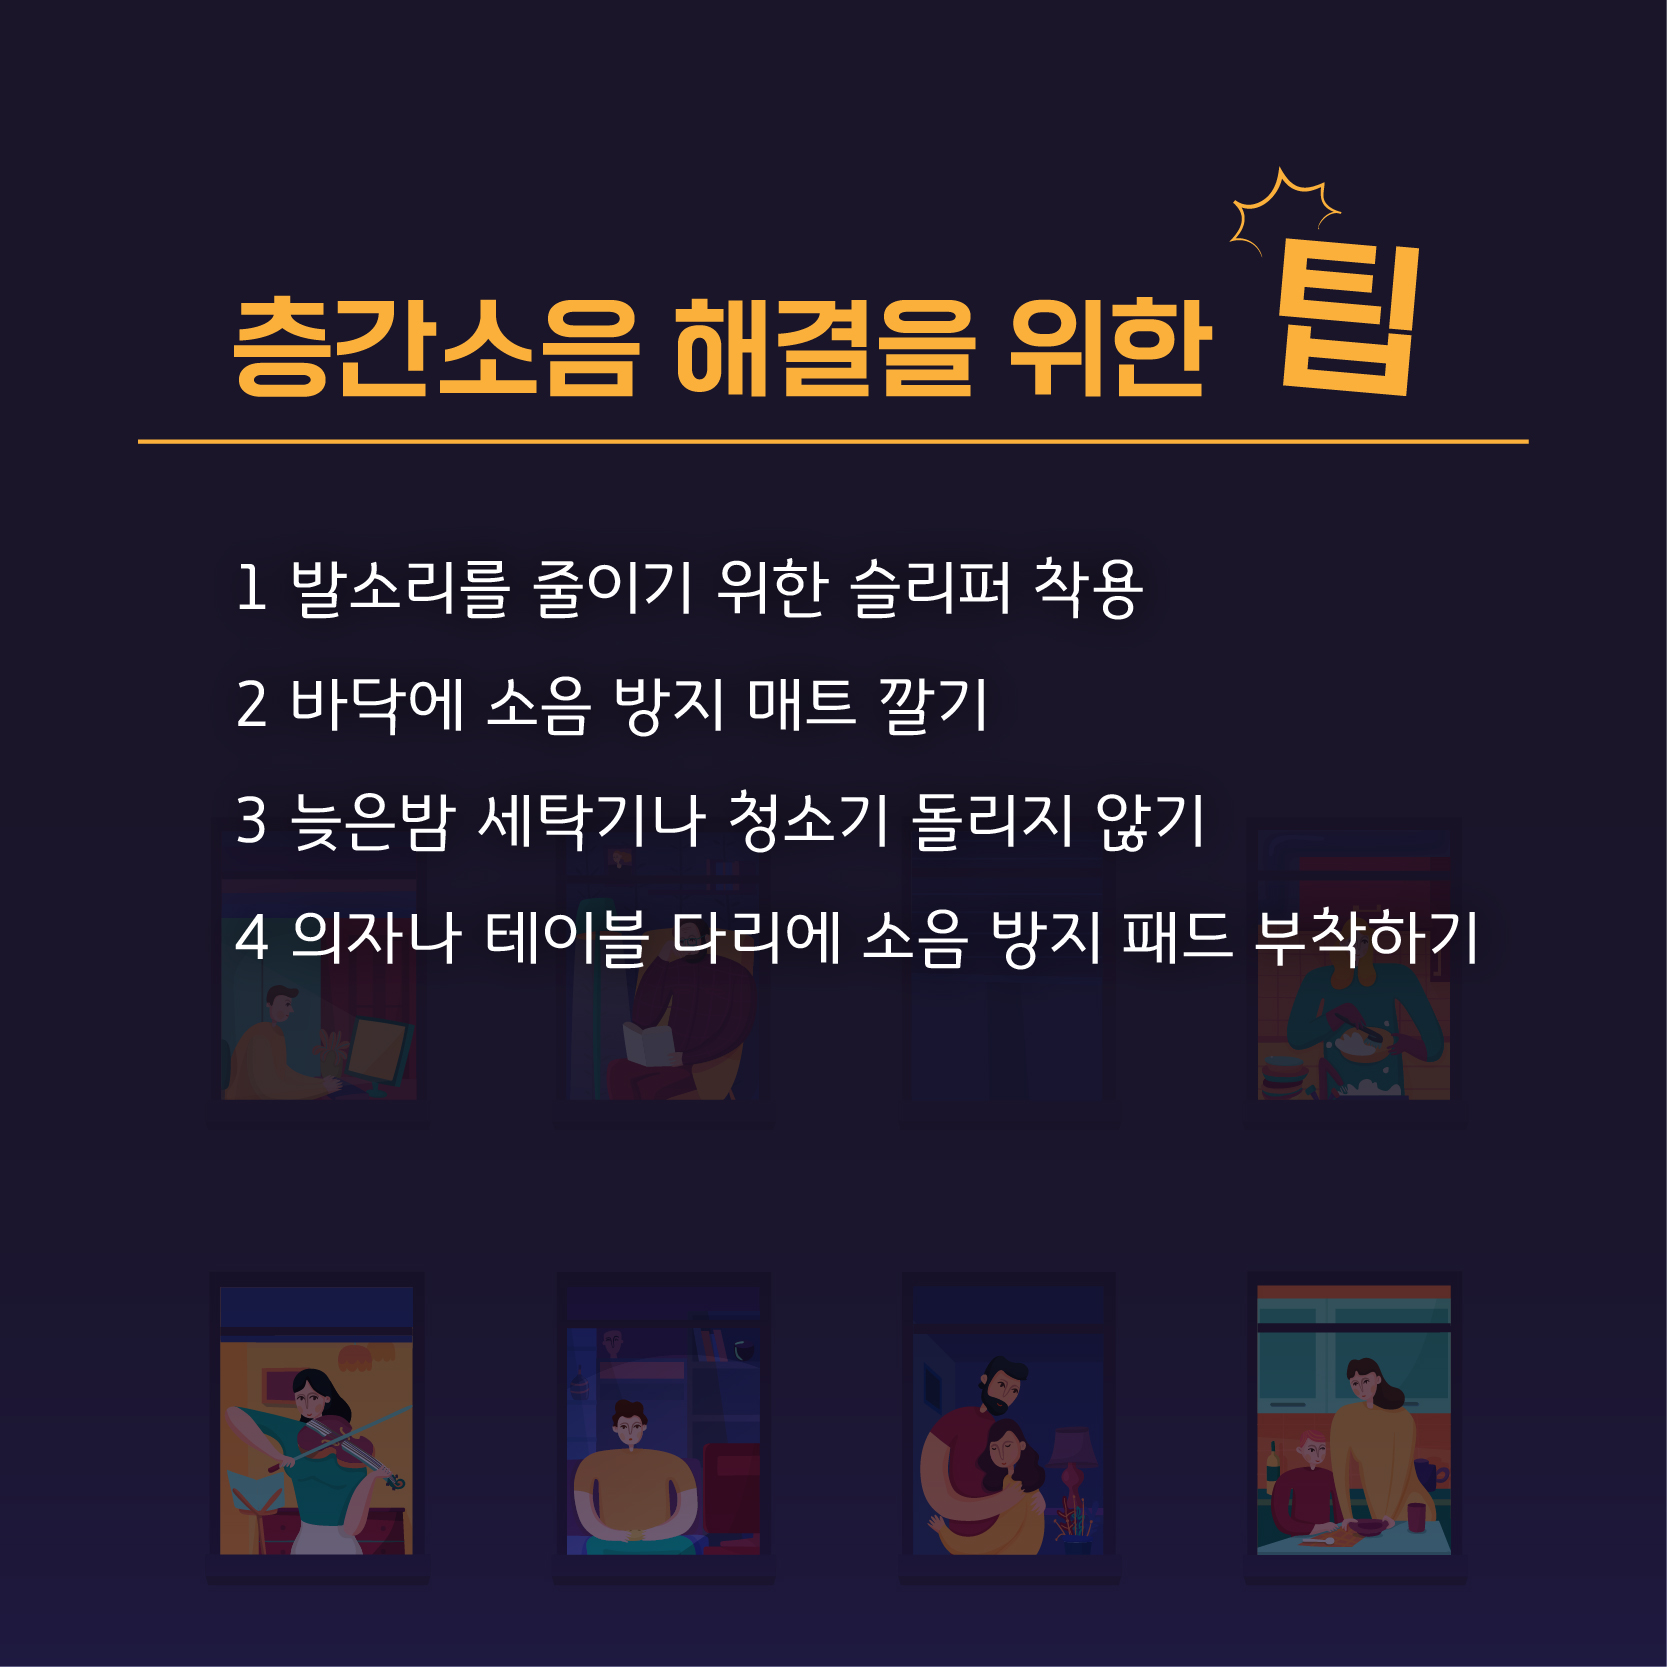 층간소음 해결을 위한 팁
1 발소리를 줄이기 위한 슬리퍼 착용
2 바닥에 소음 방지 매트 깔기
3 늦은밤 세탁기나 청소기 돌리지 않기
4 의자나 테이블 다리에 소음 방지 패드 부착하기